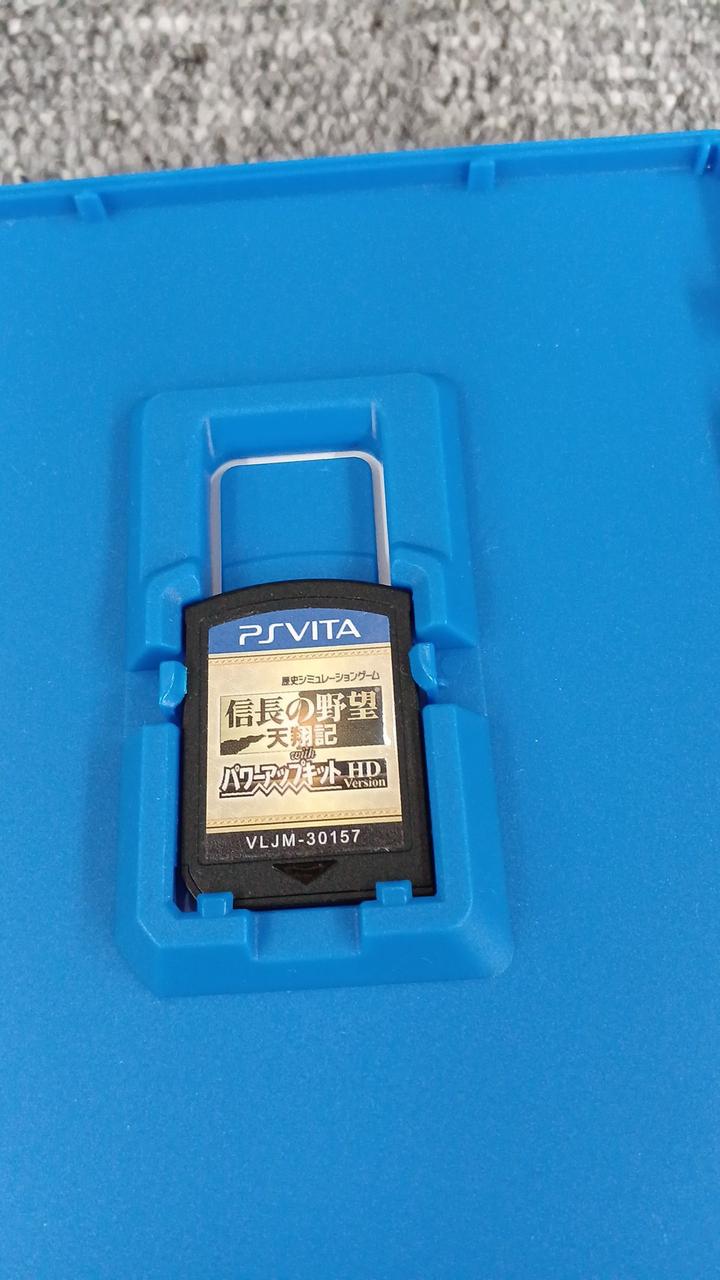 PSVITA
歴史シミュレーションゲーム
信長の野望
天翔記
with
パワーアップキット HD
Version
VLJM-30157